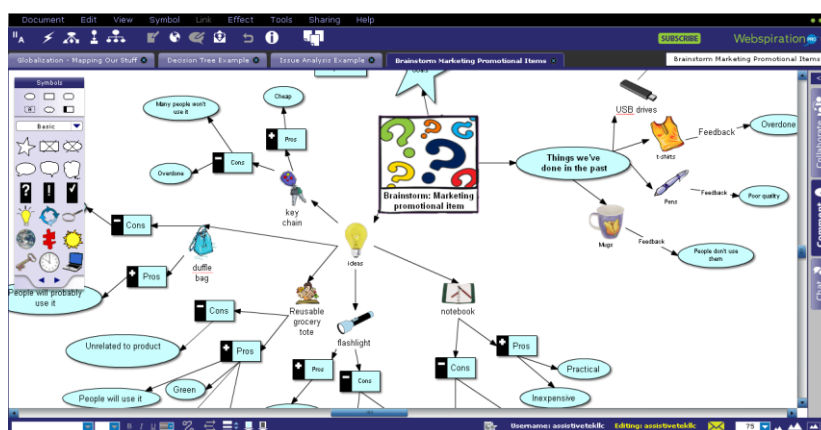 Document Edit View Symbol Link Effect Tools Sharing Help
SUBSCRIBE
Webspiration PRO
Globalization - Mapping Our Stuff
Decision Tree Example
Issue Analysis Example
Brainstorm Marketing Promotional Items
Brainstorm Marketing Promotional Items
Symbols
Basic
Goals
Many people won't
use it
Cheap
Pros
Cons
Overdone
key
chain
Brainstorm: Marketing
promotional item
USB drives
Things we've
done in the past
t-shirts
Feedback
Overdone
Pens
Feedback
Poor quality
Mugs
Feedback
People don't use
them
Cons
duffle
bag
Pros
People will probably
use it
Ideas
Cons
Reusable
grocery
tote
Unrelated to product
Pros
People will use it
Green
flashlight
Pros
Cons
notebook
Cons
Pros
Practical
Inexpensive
Collaborate
Comment
Chat
B I U
Username: assistivetekllc
Editing: assistivetekllc
75